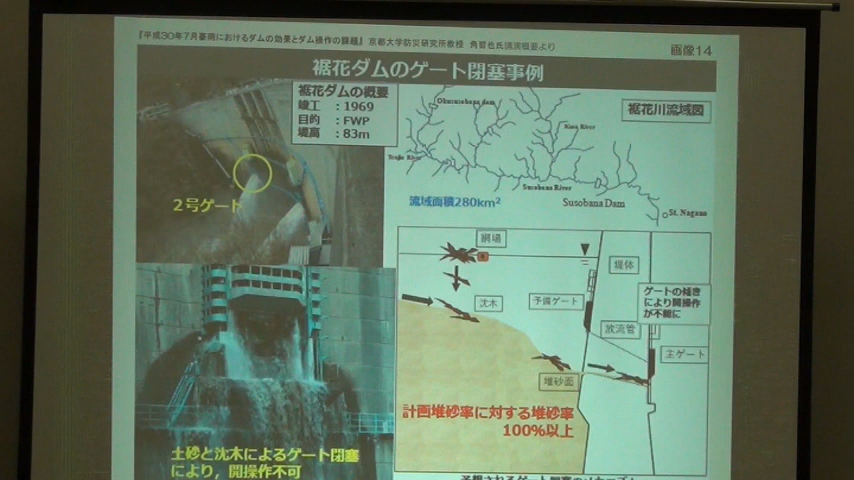 『平成30年7月豪雨におけるダムの効果とダム操作の課題』京都大学防災研究所教授 角哲也氏講演概要より
画像14
裾花ダムのゲート閉塞事例
裾花ダムの概要
竣工 ：1969
目的 ：FWP
堤高 ：83m
2号ゲート
土砂と沈木によるゲート閉塞
により，開操作不可
裾花川流域図
Okususobana dam
Kusu River
Susobana River
Susobana Dam
St. Nagano
流域面積280km²
網場
堤体
ゲートの傾き
により開操作
が不能に
沈木
予備ゲート
放流管
主ゲート
堆砂面
計画堆砂率に対する堆砂率
100%以上